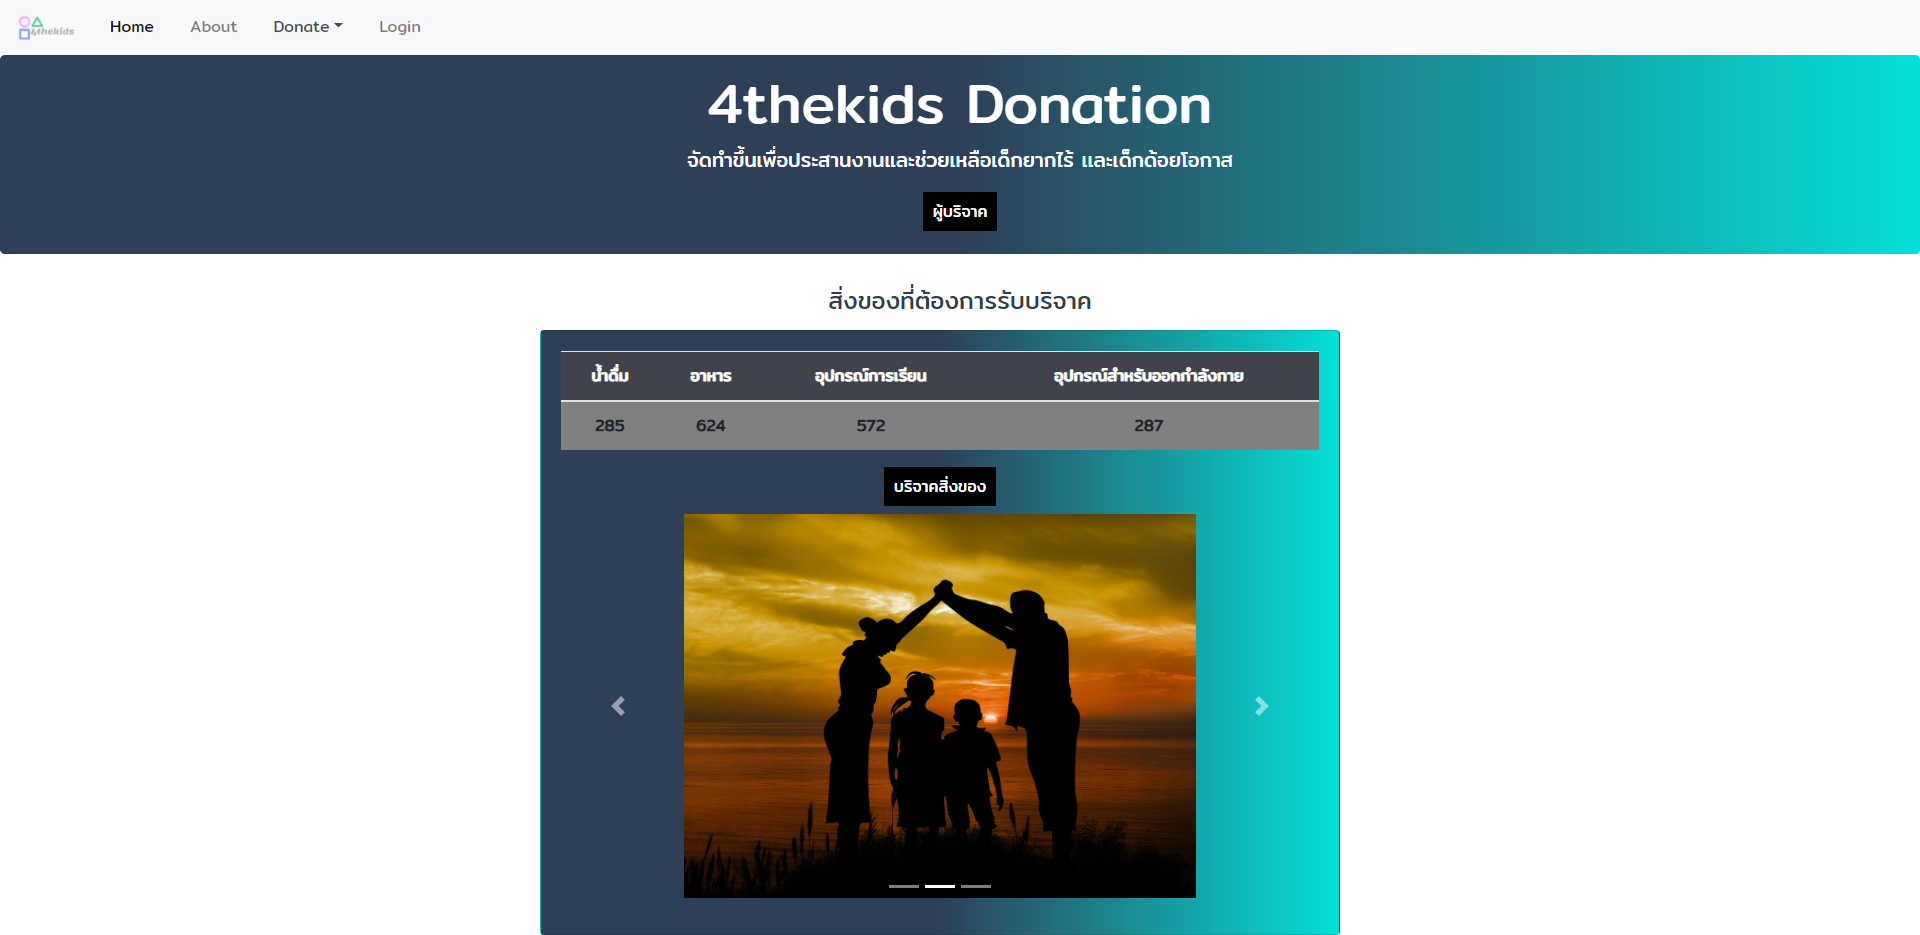 4thekids
Home About Donate Login
4thekids Donation
จัดทำขึ้นเพื่อประสานงานและช่วยเหลือเด็กยากไร้ และเด็กด้อยโอกาส
ผู้บริจาค
สิ่งของที่ต้องการรับบริจาค
น้ำดื่ม อาหาร อุปกรณ์การเรียน อุปกรณ์สำหรับออกกำลังกาย
285 624 572 287
บริจาคสิ่งของ